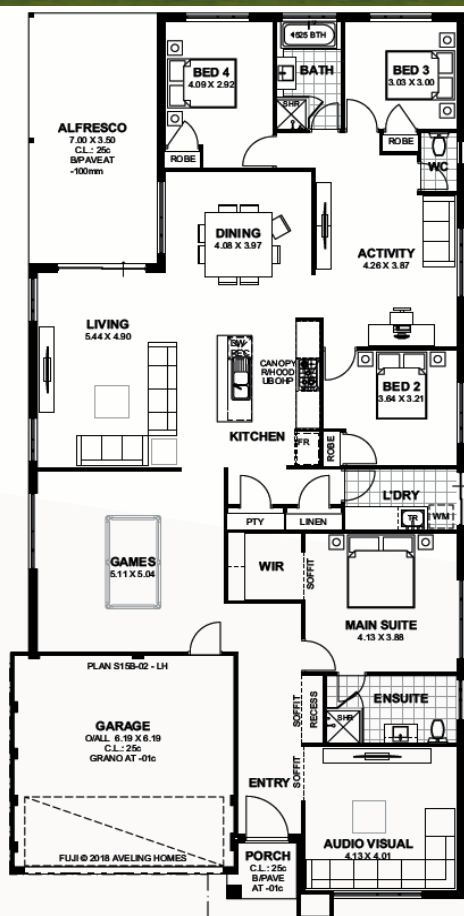 1525 BTH
BED 4
4.09 X 2.92
BATH
BED 3
3.03 X 3.00
SHR
ALFRESCO
7.00 X 3.50
C.L.: 25c
B/PAVE AT
-100mm
ROBE
ROBE
WC
DINING
4.08 X 3.97
ACTIVITY
4.26 X 3.87
LIVING
5.44 X 4.90
CANOPY
R/HOOD
UBOHP
BED 2
3.64 X 3.21
KITCHEN
FR
ROBE
L'DRY
TR
WM
PTY
LINEN
GAMES
5.11 X 5.04
WIR
SOFFIT
MAIN SUITE
4.13 X 3.88
PLAN S15B-02 - LH
ENSUITE
SOFFIT
RECESS
SHR
GARAGE
O/ALL 6.19 X 6.19
C.L.: 25c
GRANO AT -01c
SOFFIT
ENTRY
AUDIO VISUAL
4.13 X 4.01
FUJI © 2018 AVELING HOMES
PORCH
C.L.: 25c
B/PAVE
AT -01c